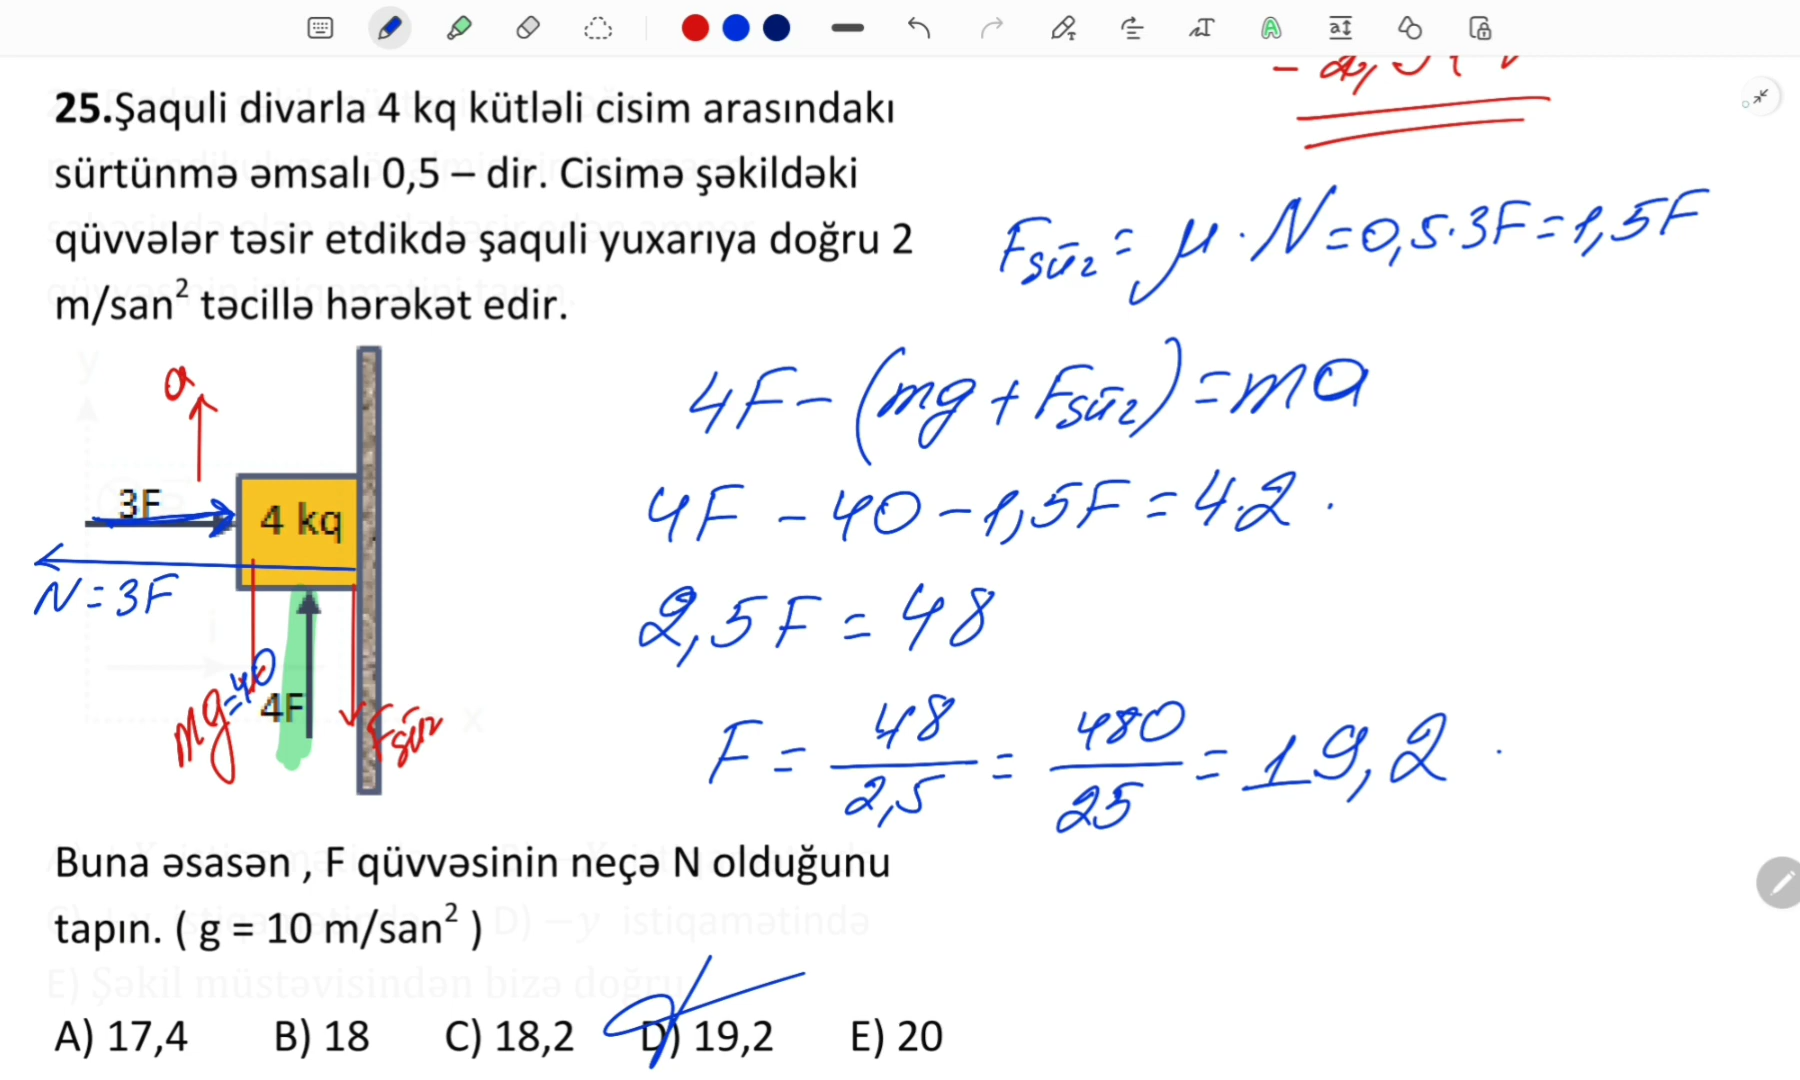 25.Şaquli divarla 4 kq kütləli cisim arasındakı
sürtünmə əmsalı 0,5 – dir. Cisimə şəkildəki
qüvvələr təsir etdikdə şaquli yuxarıya doğru 2
m/san² təcillə hərəkət edir.
a
3F
4 kq
N = 3F
mg=40
4F
Fsür
Fsür = μ · N = 0,5·3F = 1,5F
4F – (mg + Fsür) = ma
4F – 40 – 1,5F = 4·2
2,5F = 48
F = 48/2,5 = 480/25 = 19,2
Buna əsasən , F qüvvəsinin neçə N olduğunu
tapın. ( g = 10 m/san² )
A) 17,4 B) 18 C) 18,2 D) 19,2 E) 20